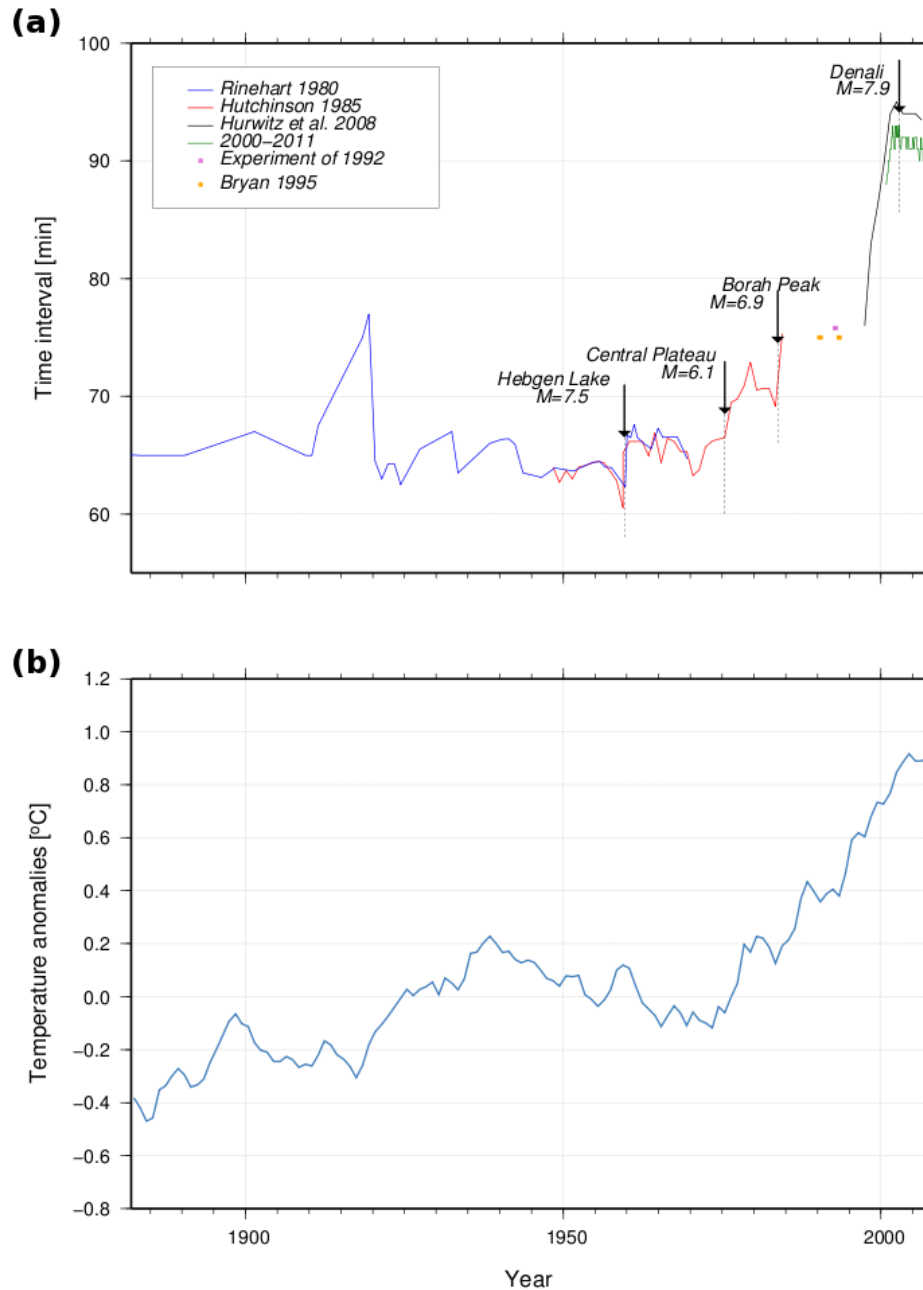 (a)
100
90
80
70
60
Time interval [min]
Rinehart 1980
Hutchinson 1985
Hurwitz et al. 2008
2000−2011
Experiment of 1992
Bryan 1995
Denali
M=7.9
Borah Peak
M=6.9
Central Plateau
M=6.1
Hebgen Lake
M=7.5
(b)
1.2
1.0
0.8
0.6
0.4
0.2
0.0
−0.2
−0.4
−0.6
−0.8
Temperature anomalies [ºC]
1900
1950
2000
Year